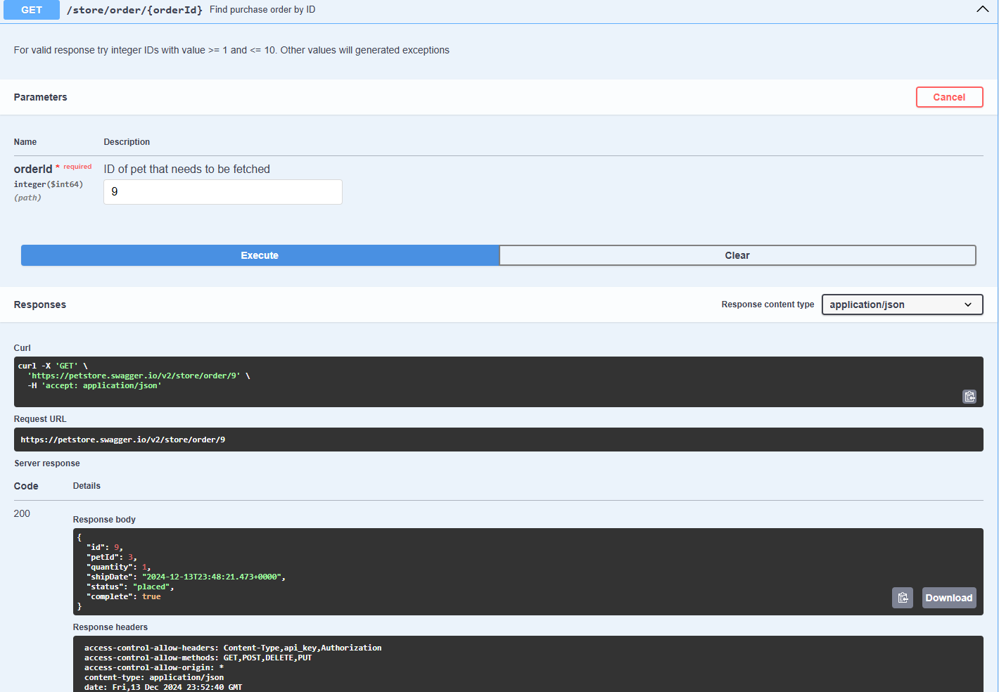 GET /store/order/{orderId} Find purchase order by ID
For valid response try integer IDs with value >= 1 and <= 10. Other values will generated exceptions
Parameters
Cancel
Name Description
orderId * required
integer($int64)
(path)
ID of pet that needs to be fetched
9
Execute Clear
Responses
Response content type application/json
Curl
curl -X 'GET' \
  'https://petstore.swagger.io/v2/store/order/9' \
  -H 'accept: application/json'
Request URL
https://petstore.swagger.io/v2/store/order/9
Server response
Code Details
200
Response body
{
  "id": 9,
  "petId": 3,
  "quantity": 1,
  "shipDate": "2024-12-13T23:48:21.473+0000",
  "status": "placed",
  "complete": true
}
Download
Response headers
access-control-allow-headers: Content-Type,api_key,Authorization
access-control-allow-methods: GET,POST,DELETE,PUT
access-control-allow-origin: *
content-type: application/json
date: Fri,13 Dec 2024 23:52:40 GMT